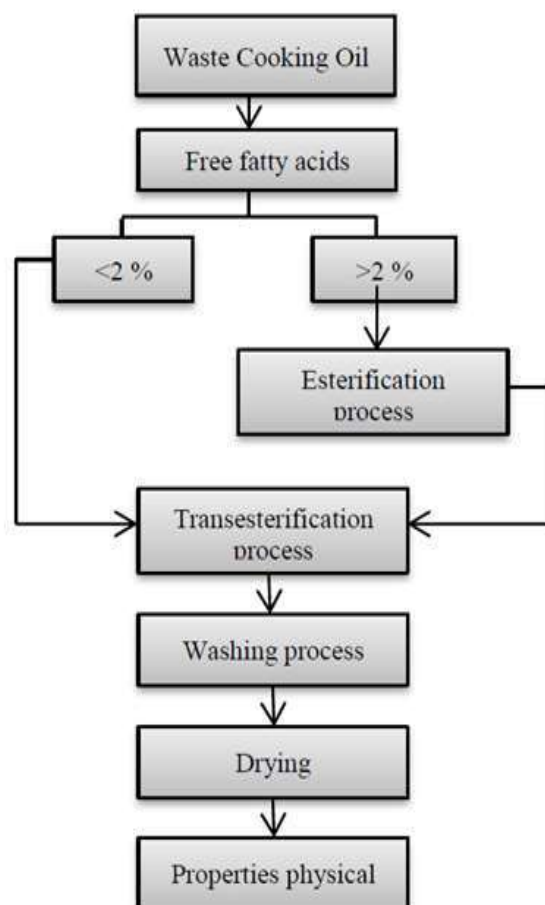 Waste Cooking Oil
Free fatty acids
<2 %
>2 %
Esterification
process
Transesterification
process
Washing process
Drying
Properties physical